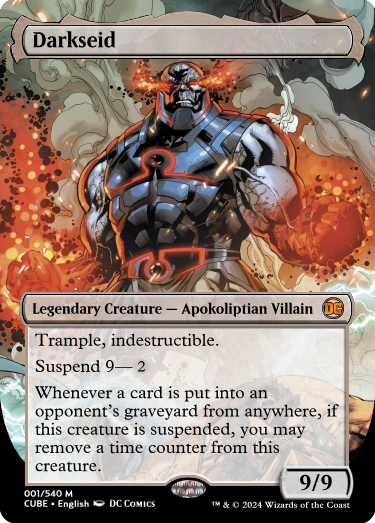 Darkseid
Legendary Creature — Apokoliptian Villain
DC
Trample, indestructible.
Suspend 9— 2
Whenever a card is put into an
opponent's graveyard from anywhere, if
this creature is suspended, you may
remove a time counter from this
creature.
9/9
001/540 M
CUBE • English DC COMICS
™ & © 2024 Wizards of the Coast